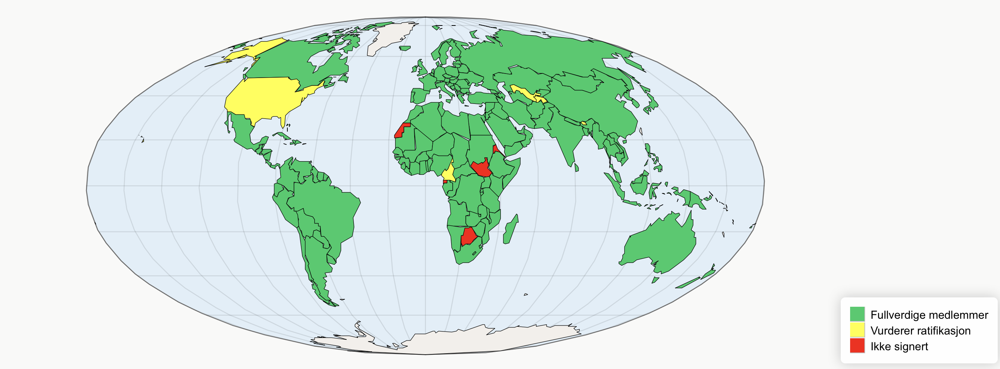 Fullverdige medlemmer
Vurderer ratifikasjon
Ikke signert